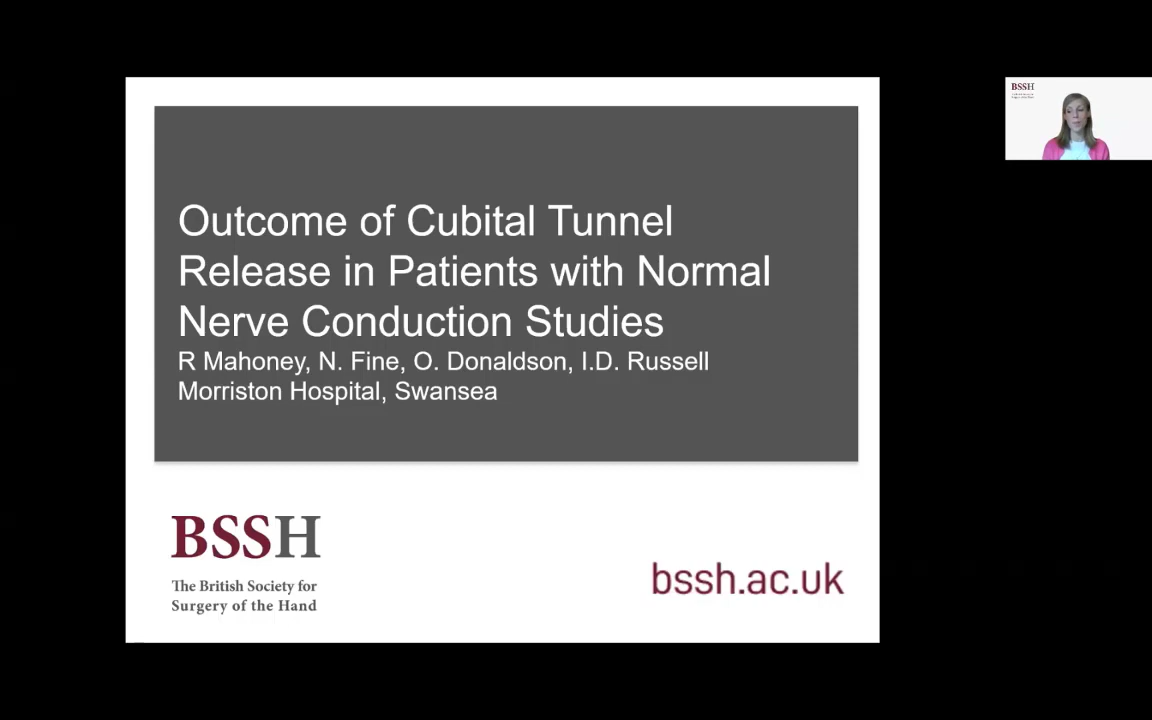 Outcome of Cubital Tunnel
Release in Patients with Normal
Nerve Conduction Studies
R Mahoney, N. Fine, O. Donaldson, I.D. Russell
Morriston Hospital, Swansea
BSSH
The British Society for
Surgery of the Hand
bssh.ac.uk
BSSH